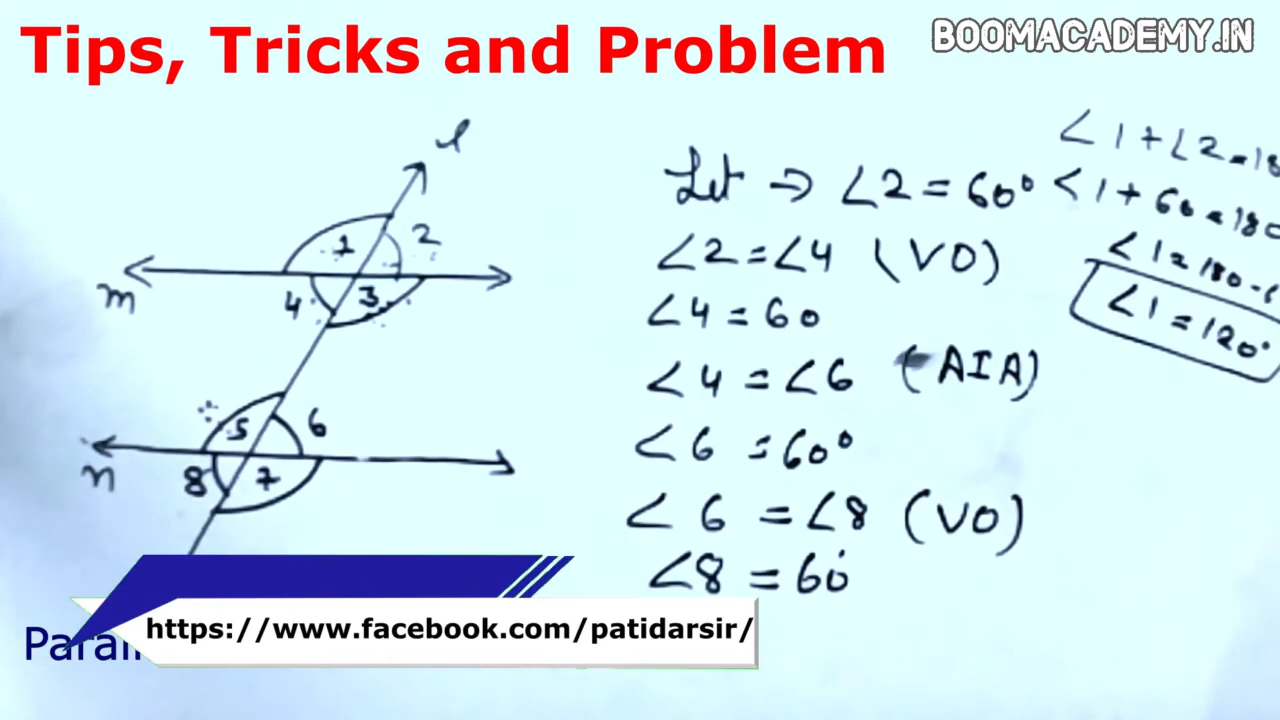 Tips, Tricks and Problem
BOOMACADEMY.IN
l
1 2
m
4 3
5 6
n
8 7
Let ⇒ ∠2 = 60°
∠2 = ∠4 (VO)
∠4 = 60
∠4 = ∠6 (AIA)
∠6 = 60°
∠6 = ∠8 (VO)
∠8 = 60°
∠1 + ∠2 = 18
∠1 + 60 = 180
∠1 = 180 - 6
∠1 = 120°
https://www.facebook.com/patidarsir/